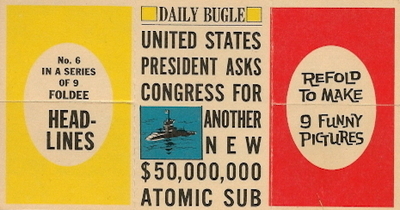 No. 6
IN A SERIES
OF 9
FOLDEE
HEAD-
LINES
DAILY BUGLE
UNITED STATES
PRESIDENT ASKS
CONGRESS FOR
ANOTHER
NEW
$50,000,000
ATOMIC SUB
REFOLD
TO MAKE
9 FUNNY
PICTURES